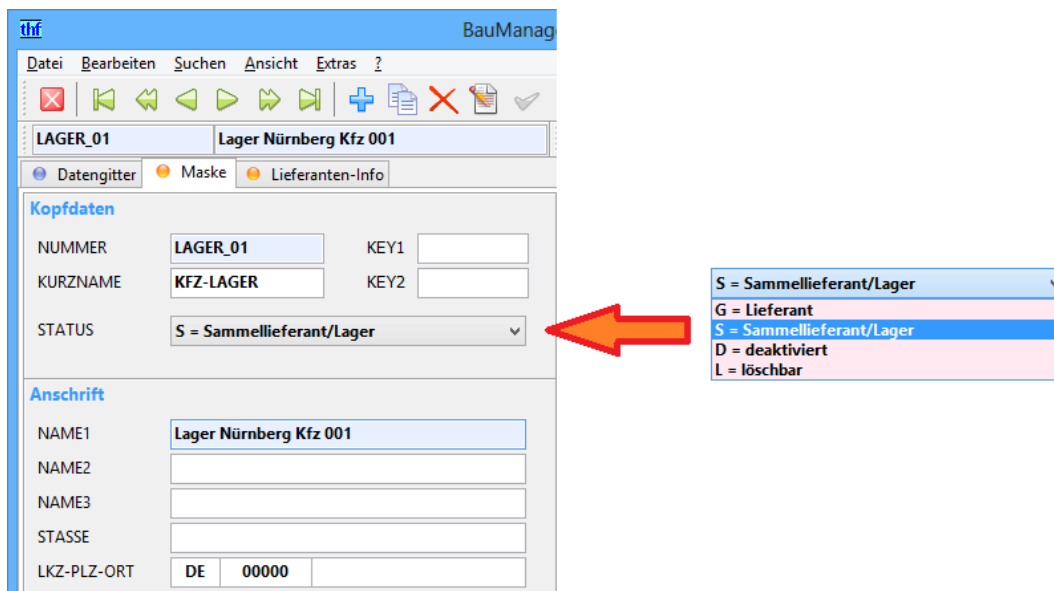 thf
BauManag
Datei Bearbeiten Suchen Ansicht Extras ?
LAGER_01 Lager Nürnberg Kfz 001
Datengitter Maske Lieferanten-Info
Kopfdaten
NUMMER LAGER_01 KEY1
KURZNAME KFZ-LAGER KEY2
STATUS S = Sammellieferant/Lager
Anschrift
NAME1 Lager Nürnberg Kfz 001
NAME2
NAME3
STASSE
LKZ-PLZ-ORT DE 00000
S = Sammellieferant/Lager
G = Lieferant
S = Sammellieferant/Lager
D = deaktiviert
L = löschbar